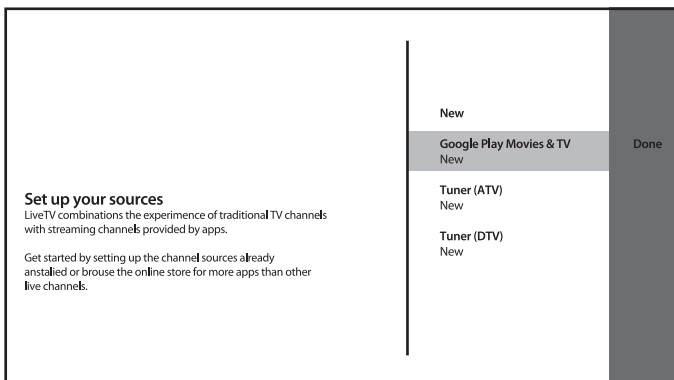 Set up your sources
LiveTV combinations the experimence of traditional TV channels
with streaming channels provided by apps.
Get started by setting up the channel sources already
anstalied or brouse the online store for more apps than other
live channels.
New
Google Play Movies & TV
New
Tuner (ATV)
New
Tuner (DTV)
New
Done